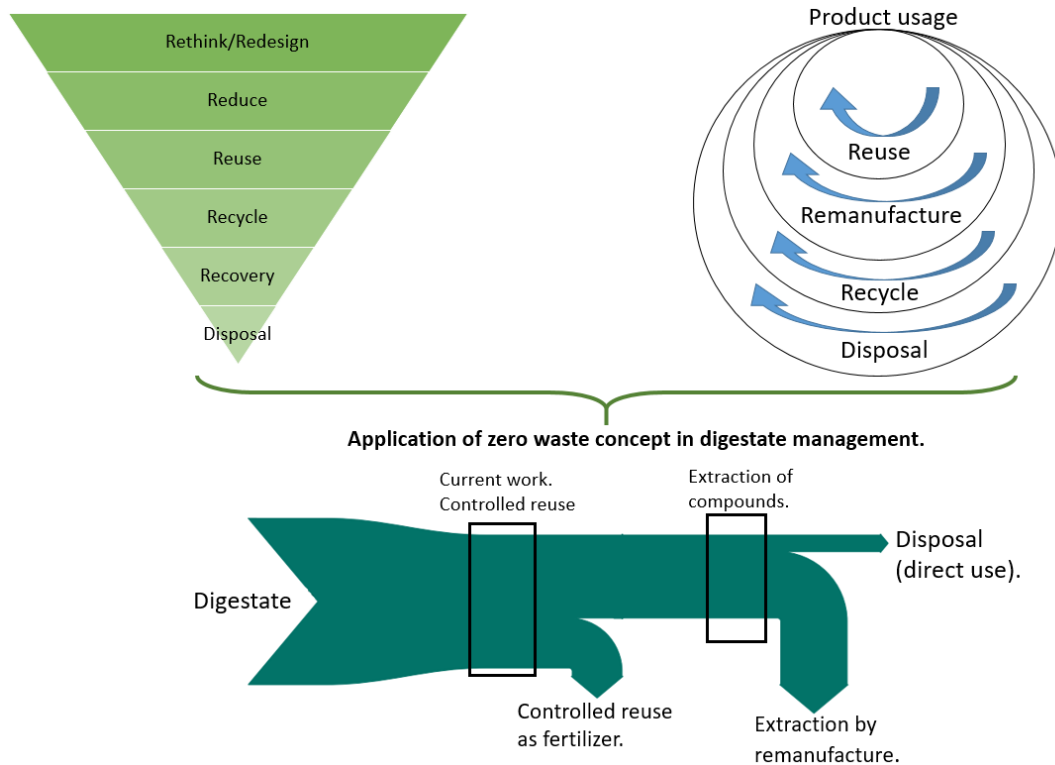 Rethink/Redesign
Reduce
Reuse
Recycle
Recovery
Disposal
Product usage
Reuse
Remanufacture
Recycle
Disposal
Application of zero waste concept in digestate management.
Current work.
Controlled reuse
Extraction of
compounds.
Digestate
Disposal
(direct use).
Controlled reuse
as fertilizer.
Extraction by
remanufacture.